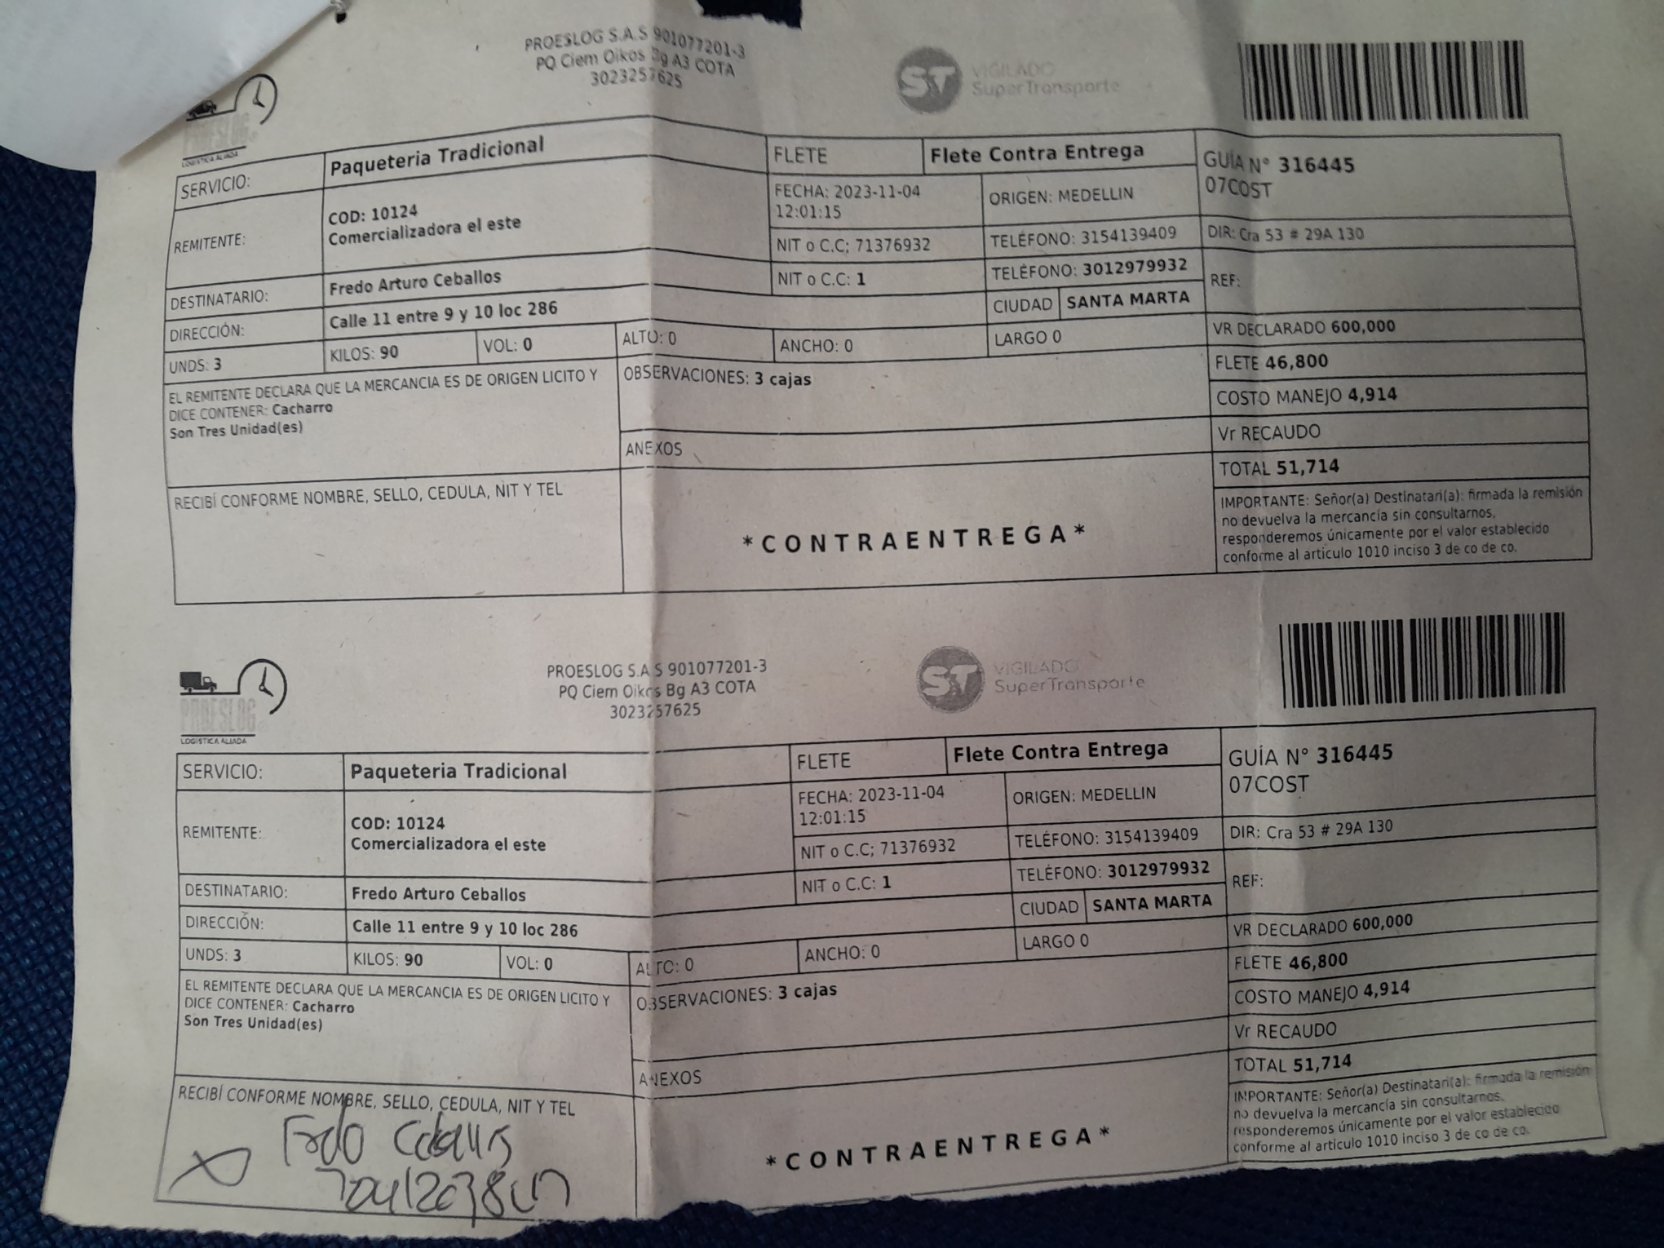 PROESLOG S.A.S 901077201-3
PQ Ciem Oikos Bg A3 COTA
3023257625
ST VIGILADO
SuperTransporte
PROESLOG
LOGISTICA ALIADA
SERVICIO: Paqueteria Tradicional FLETE Flete Contra Entrega GUÍA N° 316445
07COST
REMITENTE: COD: 10124
Comercializadora el este
FECHA: 2023-11-04
12:01:15
ORIGEN: MEDELLIN
NIT o C.C; 71376932 TELÉFONO: 3154139409 DIR: Cra 53 # 29A 130
DESTINATARIO: Fredo Arturo Ceballos NIT o C.C: 1 TELÉFONO: 3012979932 REF:
DIRECCIÓN: Calle 11 entre 9 y 10 loc 286 CIUDAD SANTA MARTA
UNDS: 3 KILOS: 90 VOL: 0 ALTO: 0 ANCHO: 0 LARGO 0 VR DECLARADO 600,000
EL REMITENTE DECLARA QUE LA MERCANCIA ES DE ORIGEN LICITO Y
DICE CONTENER: Cacharro
Son Tres Unidad(es)
OBSERVACIONES: 3 cajas
FLETE 46,800
COSTO MANEJO 4,914
ANEXOS
Vr RECAUDO
TOTAL 51,714
RECIBÍ CONFORME NOMBRE, SELLO, CEDULA, NIT Y TEL
*CONTRAENTREGA*
IMPORTANTE: Señor(a) Destinatari(a): firmada la remisión
no devuelva la mercancía sin consultarnos,
responderemos únicamente por el valor establecido
conforme al articulo 1010 inciso 3 de co de co.
PROESLOG S.A.S 901077201-3
PQ Ciem Oikos Bg A3 COTA
3023257625
ST VIGILADO
SuperTransporte
PROESLOG
LOGISTICA ALIADA
SERVICIO: Paqueteria Tradicional FLETE Flete Contra Entrega GUÍA N° 316445
07COST
REMITENTE: COD: 10124
Comercializadora el este
FECHA: 2023-11-04
12:01:15
ORIGEN: MEDELLIN
NIT o C.C; 71376932 TELÉFONO: 3154139409 DIR: Cra 53 # 29A 130
DESTINATARIO: Fredo Arturo Ceballos NIT o C.C: 1 TELÉFONO: 3012979932 REF:
DIRECCIÓN: Calle 11 entre 9 y 10 loc 286 CIUDAD SANTA MARTA
UNDS: 3 KILOS: 90 VOL: 0 ALTO: 0 ANCHO: 0 LARGO 0 VR DECLARADO 600,000
EL REMITENTE DECLARA QUE LA MERCANCIA ES DE ORIGEN LICITO Y
DICE CONTENER: Cacharro
Son Tres Unidad(es)
OBSERVACIONES: 3 cajas
FLETE 46,800
COSTO MANEJO 4,914
ANEXOS
Vr RECAUDO
TOTAL 51,714
RECIBÍ CONFORME NOMBRE, SELLO, CEDULA, NIT Y TEL
*CONTRAENTREGA*
IMPORTANTE: Señor(a) Destinatari(a): firmada la remisión
no devuelva la mercancía sin consultarnos,
responderemos únicamente por el valor establecido
conforme al articulo 1010 inciso 3 de co de co.